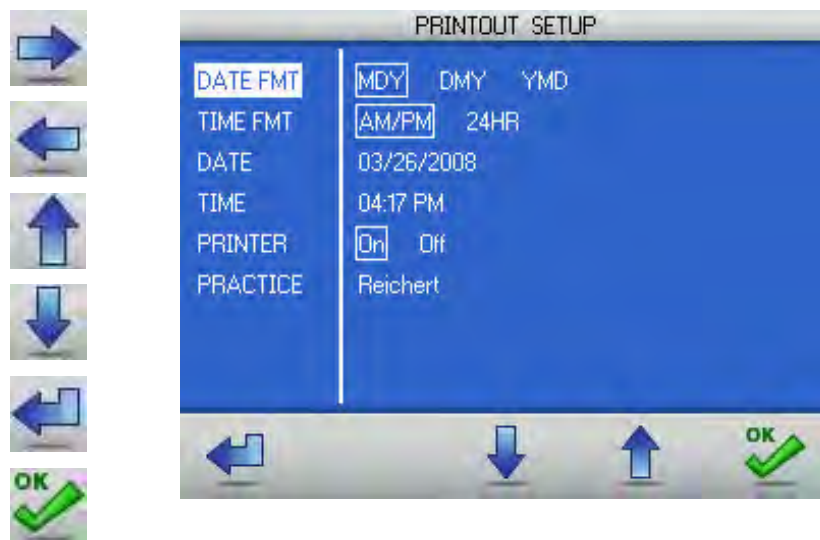 PRINTOUT SETUP
DATE FMT MDY DMY YMD
TIME FMT AM/PM 24HR
DATE 03/26/2008
TIME 04:17 PM
PRINTER On Off
PRACTICE Reichert
OK
OK